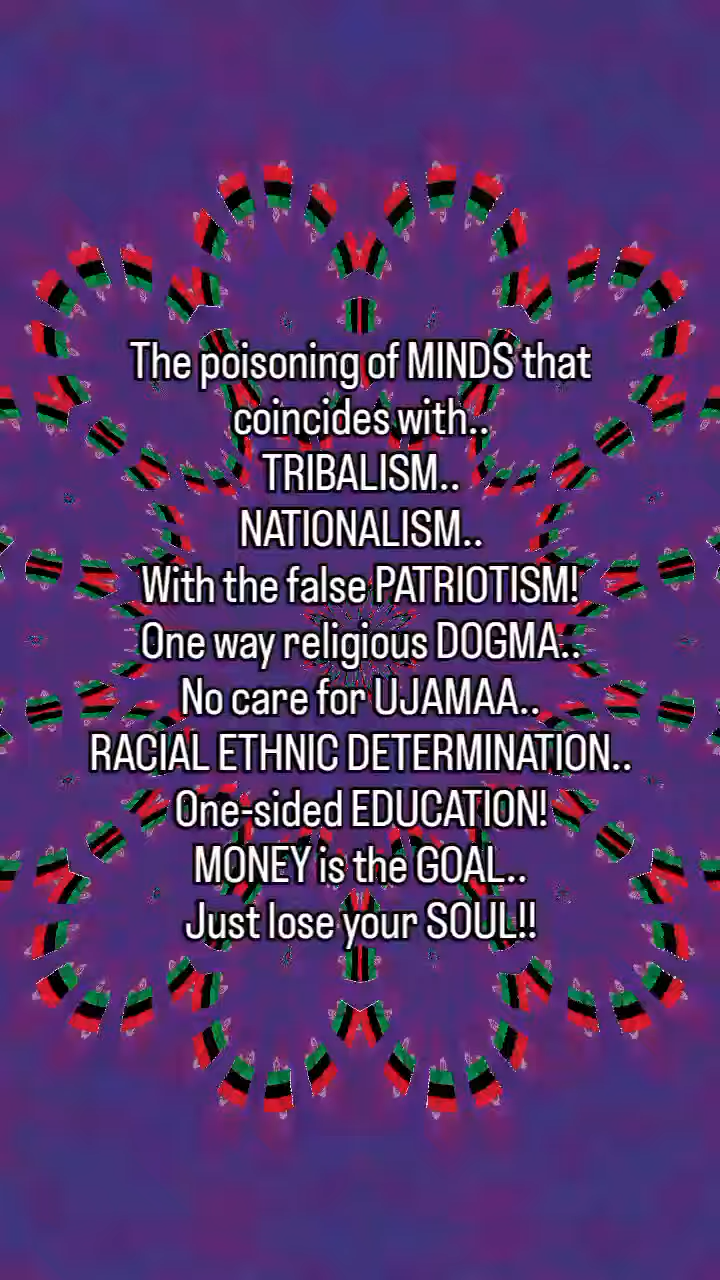 The poisoning of MINDS that
coincides with..
TRIBALISM..
NATIONALISM..
With the false PATRIOTISM!
One way religious DOGMA..
No care for UJAMAA..
RACIAL ETHNIC DETERMINATION..
One-sided EDUCATION!
MONEY is the GOAL..
Just lose your SOUL!!